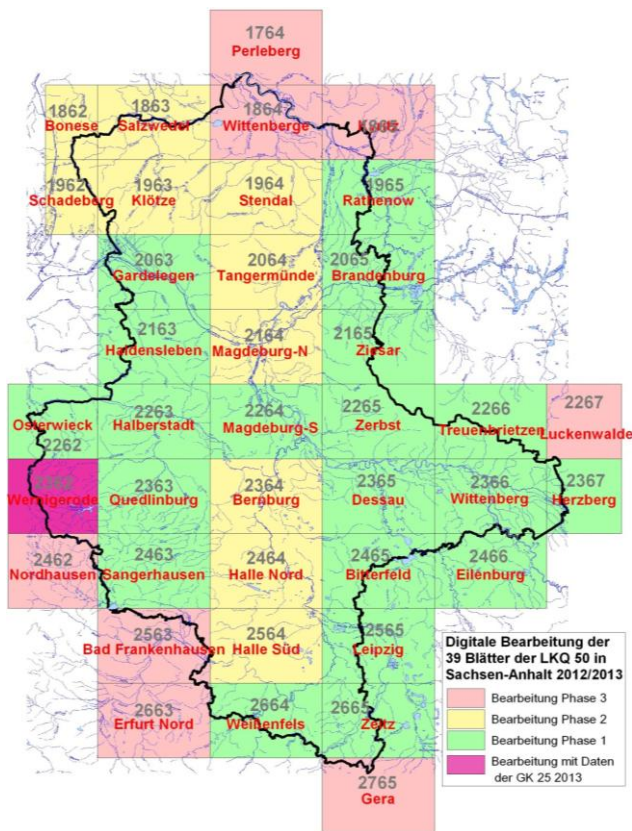 1764
Perleberg
1862
Bonese
1863
Salzwedel
1864
Wittenberge
1865
1962
Schadeberg
1963
Klötze
1964
Stendal
1965
Rathenow
2063
Gardelegen
2064
Tangermünde
2065
Brandenburg
2163
Haldensleben
2164
Magdeburg-N
2165
Ziesar
Osterwieck
2262
2263
Halberstadt
2264
Magdeburg-S
2265
Zerbst
2266
Treuenbrietzen
2267
Luckenwalde
2362
Wernigerode
2363
Quedlinburg
2364
Bernburg
2365
Dessau
2366
Wittenberg
2367
Herzberg
2462
Nordhausen
2463
Sangerhausen
2464
Halle Nord
2465
Bitterfeld
2466
Eilenburg
2563
Bad Frankenhausen
2564
Halle Süd
2565
Leipzig
2663
Erfurt Nord
2664
Weißenfels
2665
Zeitz
2765
Gera
Digitale Bearbeitung der
39 Blätter der LKQ 50 in
Sachsen-Anhalt 2012/2013
Bearbeitung Phase 3
Bearbeitung Phase 2
Bearbeitung Phase 1
Bearbeitung mit Daten
der GK 25 2013